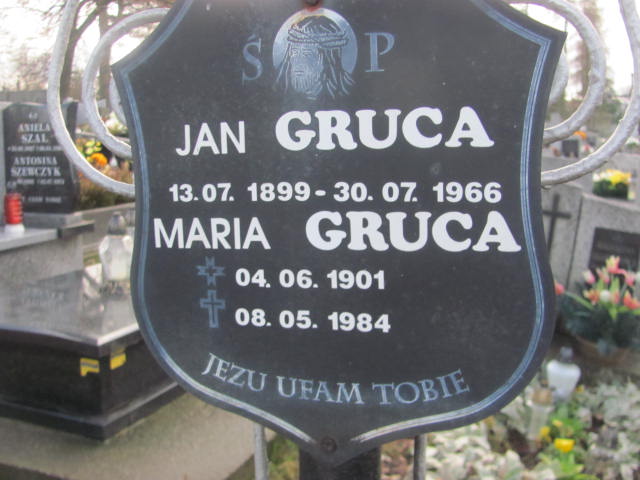 Ś P
JAN GRUCA
13.07. 1899 - 30. 07. 1966
MARIA GRUCA
04. 06. 1901
08. 05. 1984
JEZU UFAM TOBIE
ANIELA
SZAL
ANTONINA
SZEWCZYK